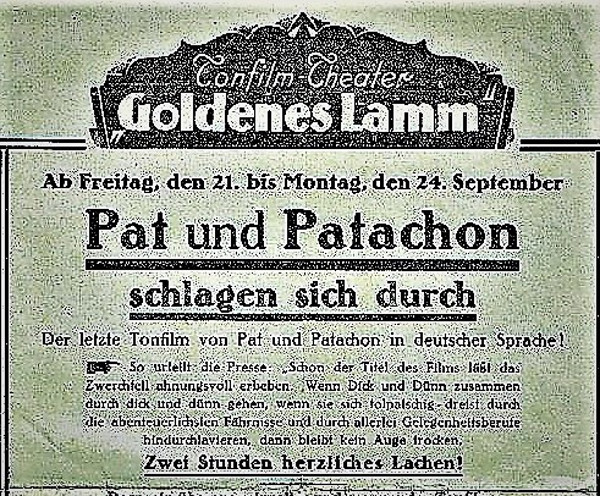 Tonfilm-Theater
„Goldenes Lamm"
Ab Freitag, den 21. bis Montag, den 24. September
Pat und Patachon
schlagen sich durch
Der letzte Tonfilm von Pat und Patachon in deutscher Sprache!
So urteilt die Presse: „Schon der Titel des Films läßt das
Zwerchfell ahnungsvoll erbeben. Wenn Dick und Dünn zusammen
durch dick und dünn gehen, wenn sie sich tolpatschig-dreist durch
die abenteuerlichsten Fährnisse und durch allerlei Gelegenheitsberufe
hindurchlavieren, dann bleibt kein Auge trocken.
Zwei Stunden herzliches Lachen!